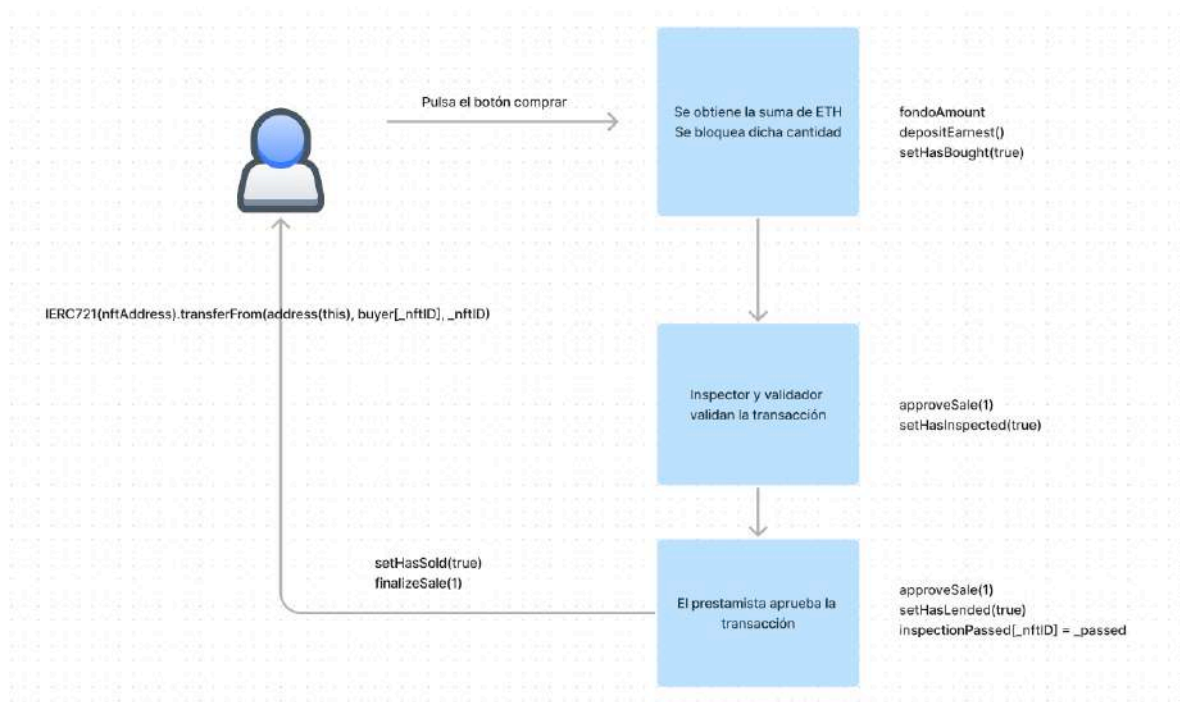 Pulsa el botón comprar
Se obtiene la suma de ETH
Se bloquea dicha cantidad
fondoAmount
depositEarnest()
setHasBought(true)
IERC721(nftAddress).transferFrom(address(this), buyer[_nftID], _nftID)
Inspector y validador
validan la transacción
approveSale(1)
setHasInspected(true)
setHasSold(true)
finalizeSale(1)
El prestamista aprueba la
transacción
approveSale(1)
setHasLended(true)
inspectionPassed[_nftID] = _passed